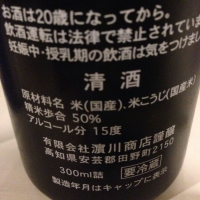 お酒は20歳になってから。
飲酒運転は法律で禁止されていま
妊娠中・授乳期の飲酒は気をつけまし
清酒
原材料名 米(国産)、米こうじ(国産米)
精米歩合 50%
アルコール分 15度
有限会社 濵川商店謹醸
高知県安芸郡田野町2150
300ml詰 要冷蔵
製造年月はキャップに表示